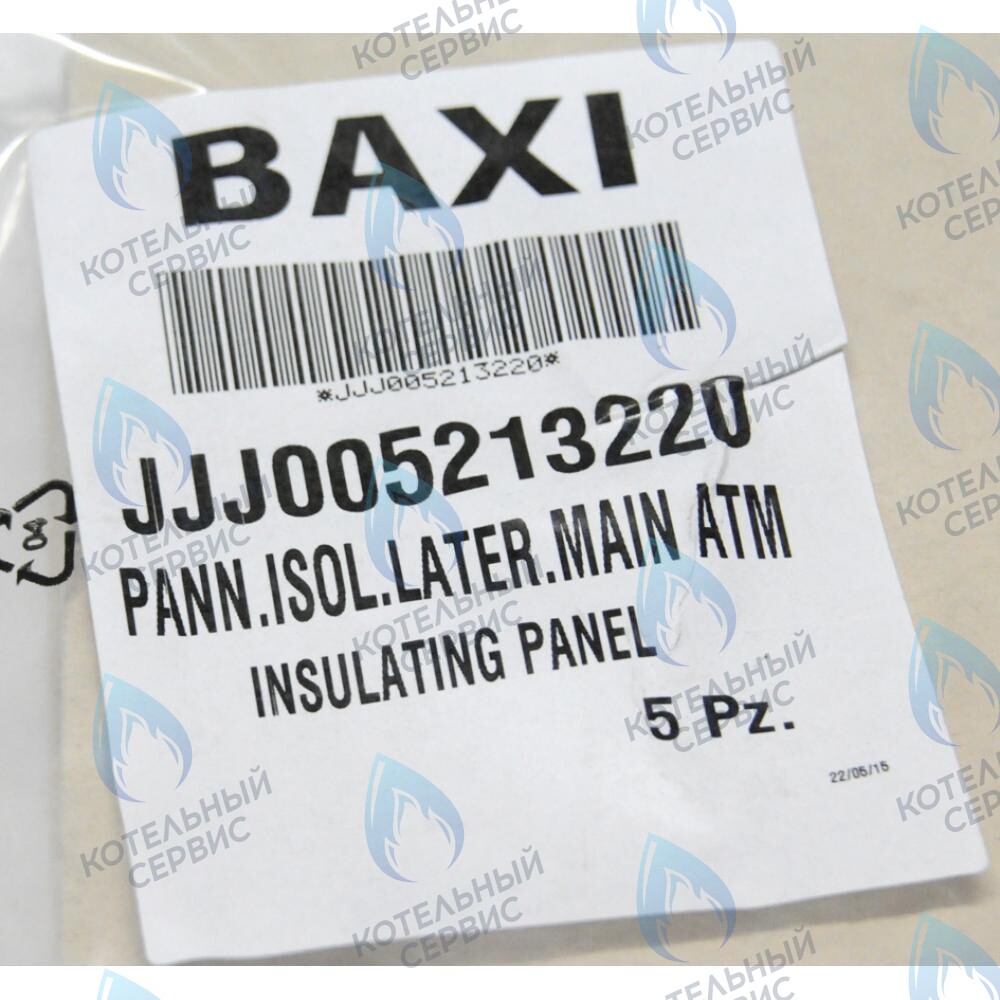 BAXI
*JJJ005213220*
JJJ005213220
PANN.ISOL.LATER.MAIN ATM
INSULATING PANEL
5 Pz.
22/05/15
КОТЕЛЬНЫЙ
СЕРВИС